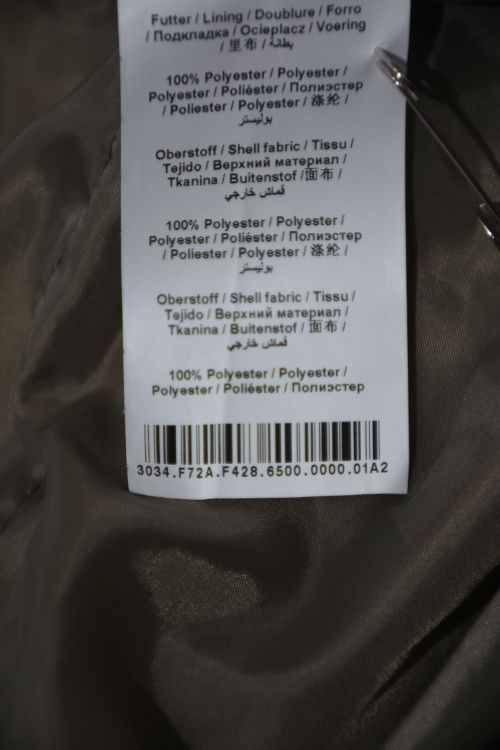 Futter / Lining / Doublure / Forro
/ Подкладка / Ocieplacz / Voering
/ 里布 / بطانة /
100% Polyester / Polyester /
Polyester / Poliéster / Полиэстер
/ Poliester / Polyester / 涤纶 /
بوليستر
Oberstoff / Shell fabric / Tissu /
Tejido / Верхний материал /
Tkanina / Buitenstof /面布 /
قماش خارجي
100% Polyester / Polyester /
Polyester / Poliéster / Полиэстер
/ Poliester / Polyester / 涤纶 /
بوليستر
Oberstoff / Shell fabric / Tissu /
Tejido / Верхний материал /
Tkanina / Buitenstof / 面布 /
قماش خارجي
100% Polyester / Polyester /
Polyester / Poliéster / Полиэстер
3034.F72A.F428.6500.0000.01A2